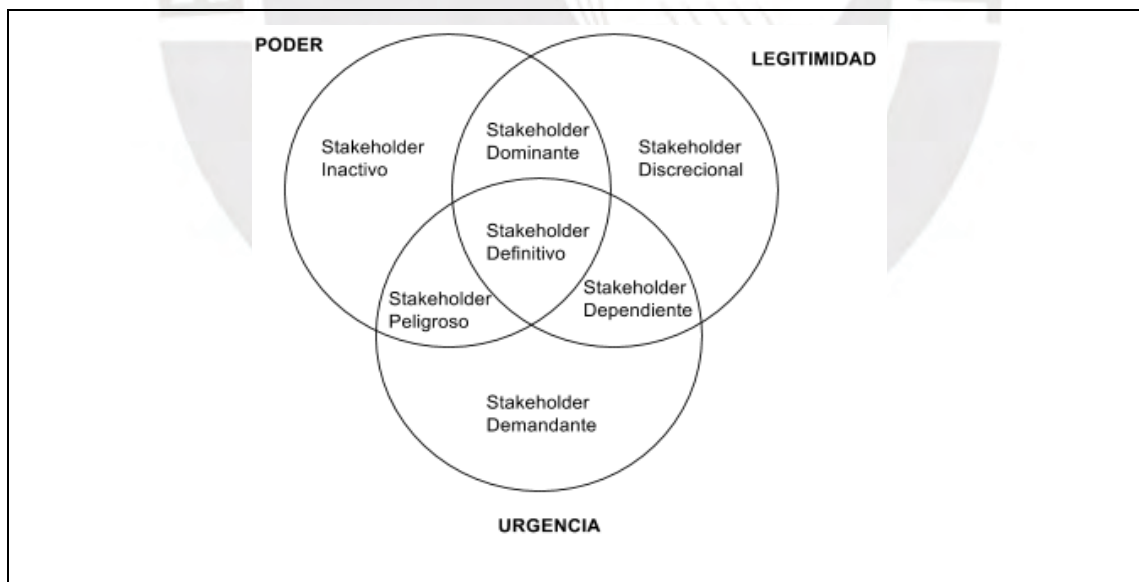 PODER
LEGITIMIDAD
Stakeholder
Dominante
Stakeholder
Inactivo
Stakeholder
Discrecional
Stakeholder
Definitivo
Stakeholder
Peligroso
Stakeholder
Dependiente
Stakeholder
Demandante
URGENCIA